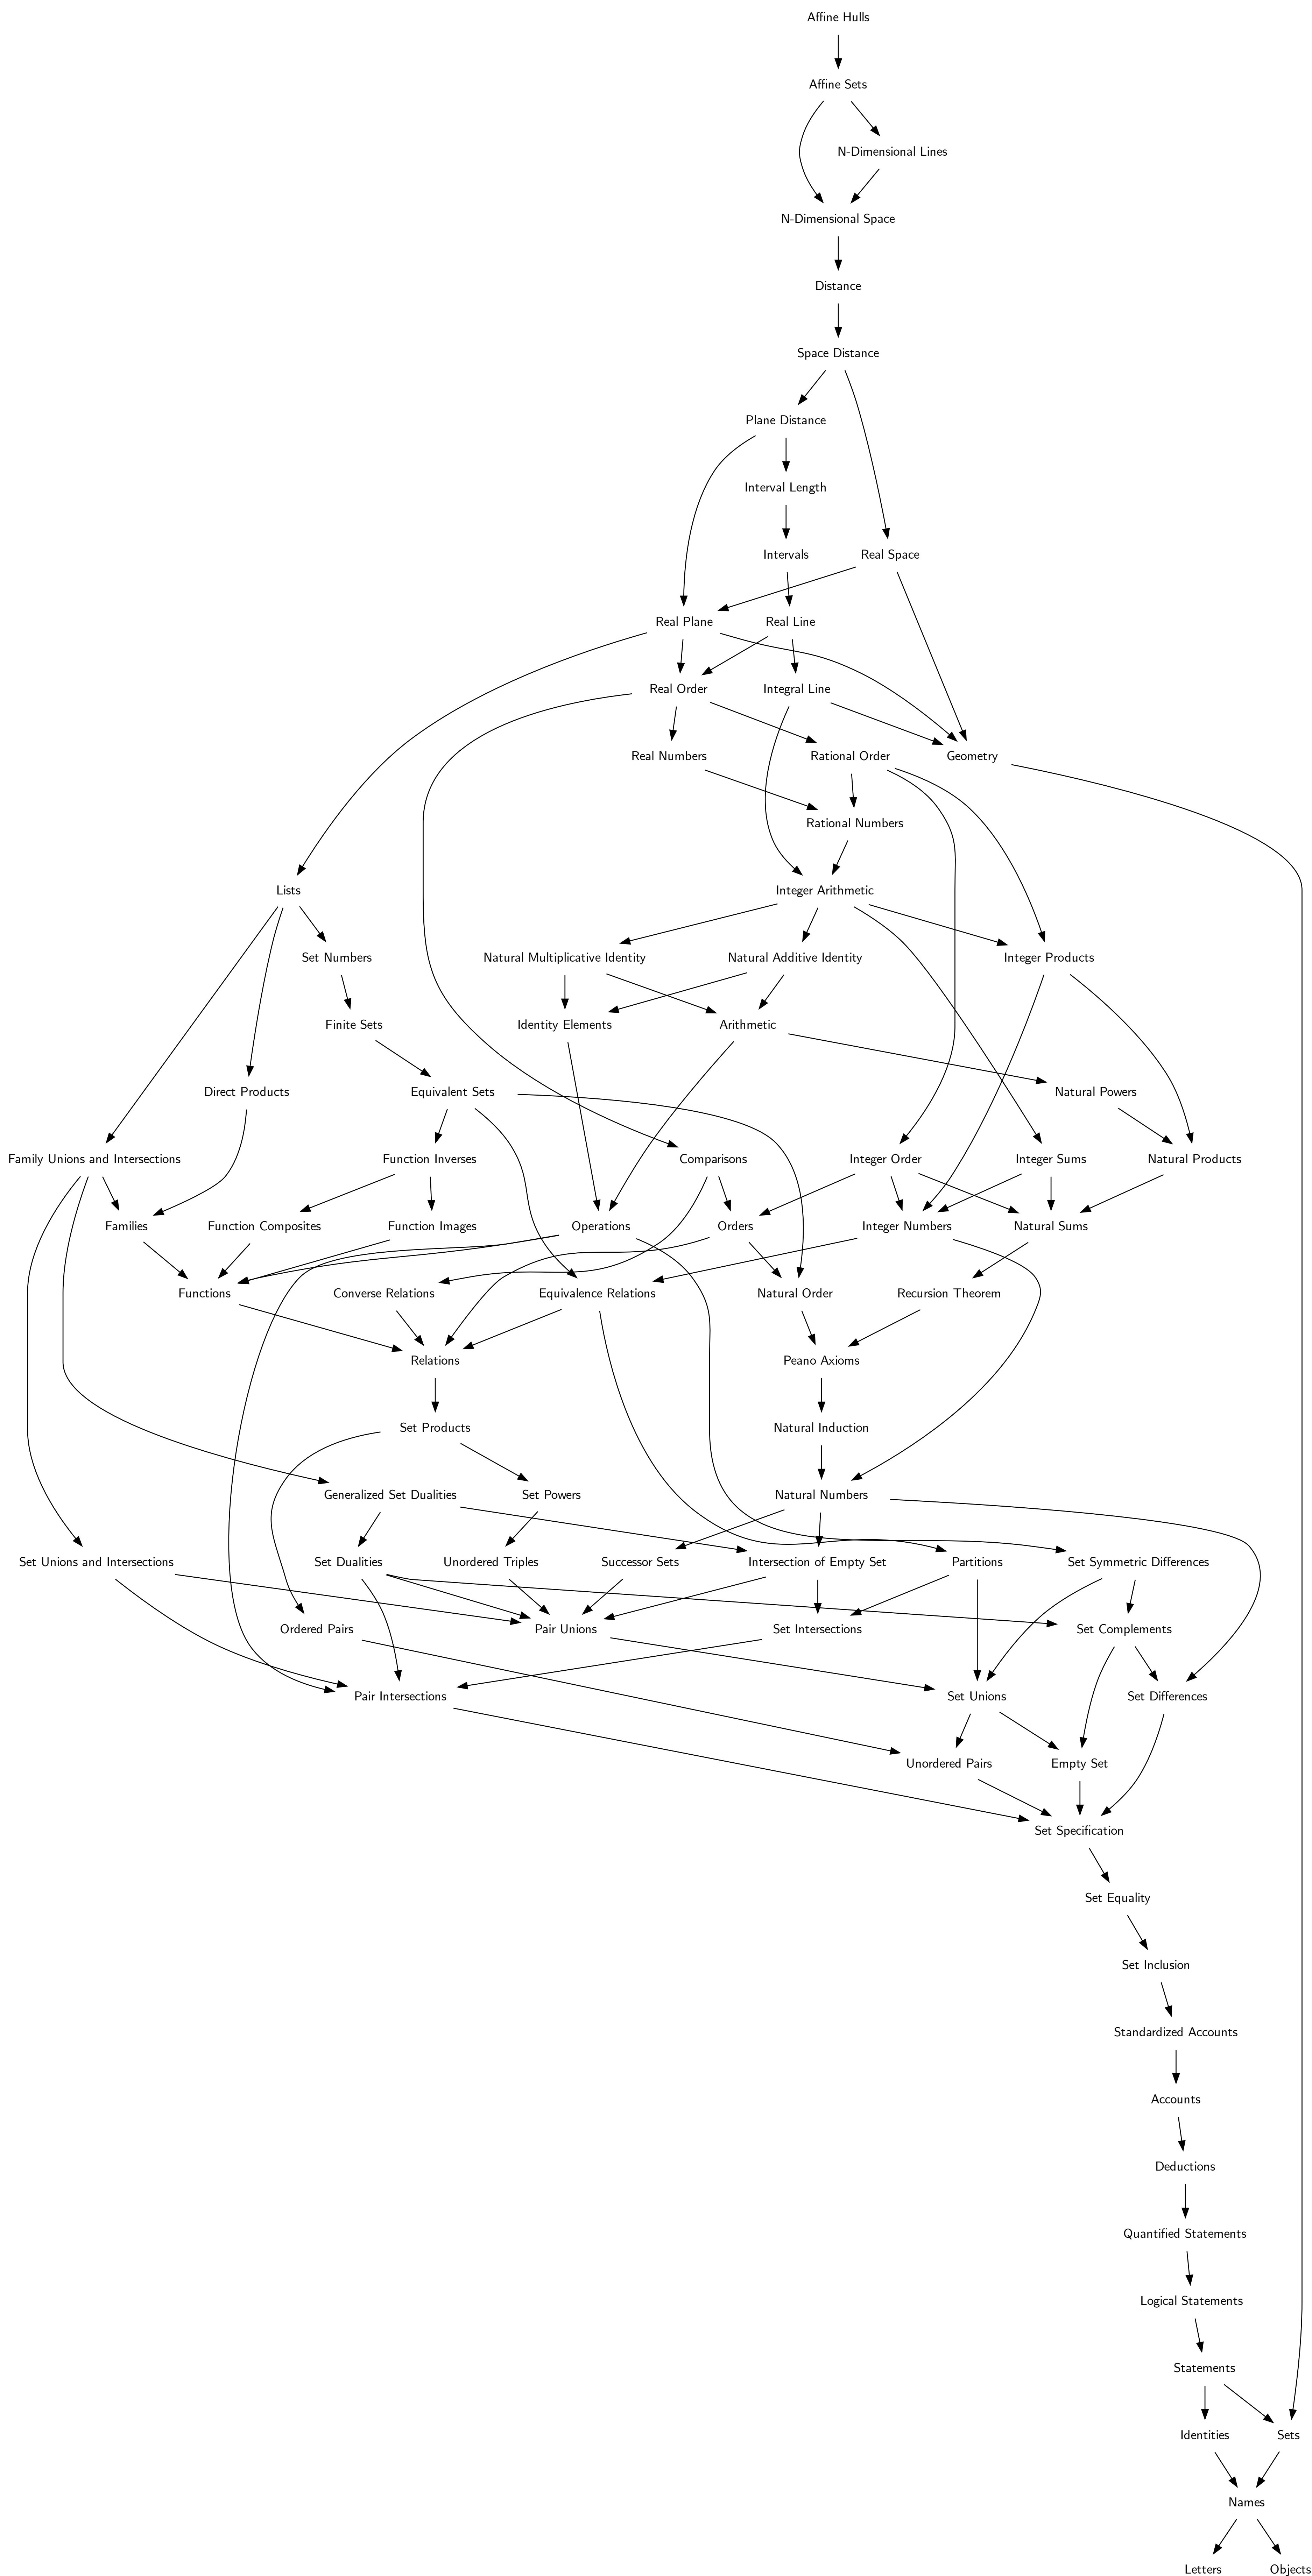 Affine Hulls
Affine Sets
N-Dimensional Lines
N-Dimensional Space
Distance
Space Distance
Plane Distance
Interval Length
Intervals
Real Space
Real Plane
Real Line
Real Order
Integral Line
Real Numbers
Rational Order
Geometry
Rational Numbers
Lists
Integer Arithmetic
Set Numbers
Natural Multiplicative Identity
Natural Additive Identity
Integer Products
Finite Sets
Identity Elements
Arithmetic
Direct Products
Equivalent Sets
Natural Powers
Family Unions and Intersections
Function Inverses
Comparisons
Integer Order
Integer Sums
Natural Products
Families
Function Composites
Function Images
Operations
Orders
Integer Numbers
Natural Sums
Functions
Converse Relations
Equivalence Relations
Natural Order
Recursion Theorem
Relations
Peano Axioms
Set Products
Natural Induction
Generalized Set Dualities
Set Powers
Natural Numbers
Set Unions and Intersections
Set Dualities
Unordered Triples
Successor Sets
Intersection of Empty Set
Partitions
Set Symmetric Differences
Ordered Pairs
Pair Unions
Set Intersections
Set Complements
Pair Intersections
Set Unions
Set Differences
Unordered Pairs
Empty Set
Set Specification
Set Equality
Set Inclusion
Standardized Accounts
Accounts
Deductions
Quantified Statements
Logical Statements
Statements
Identities
Sets
Names
Letters
Objects